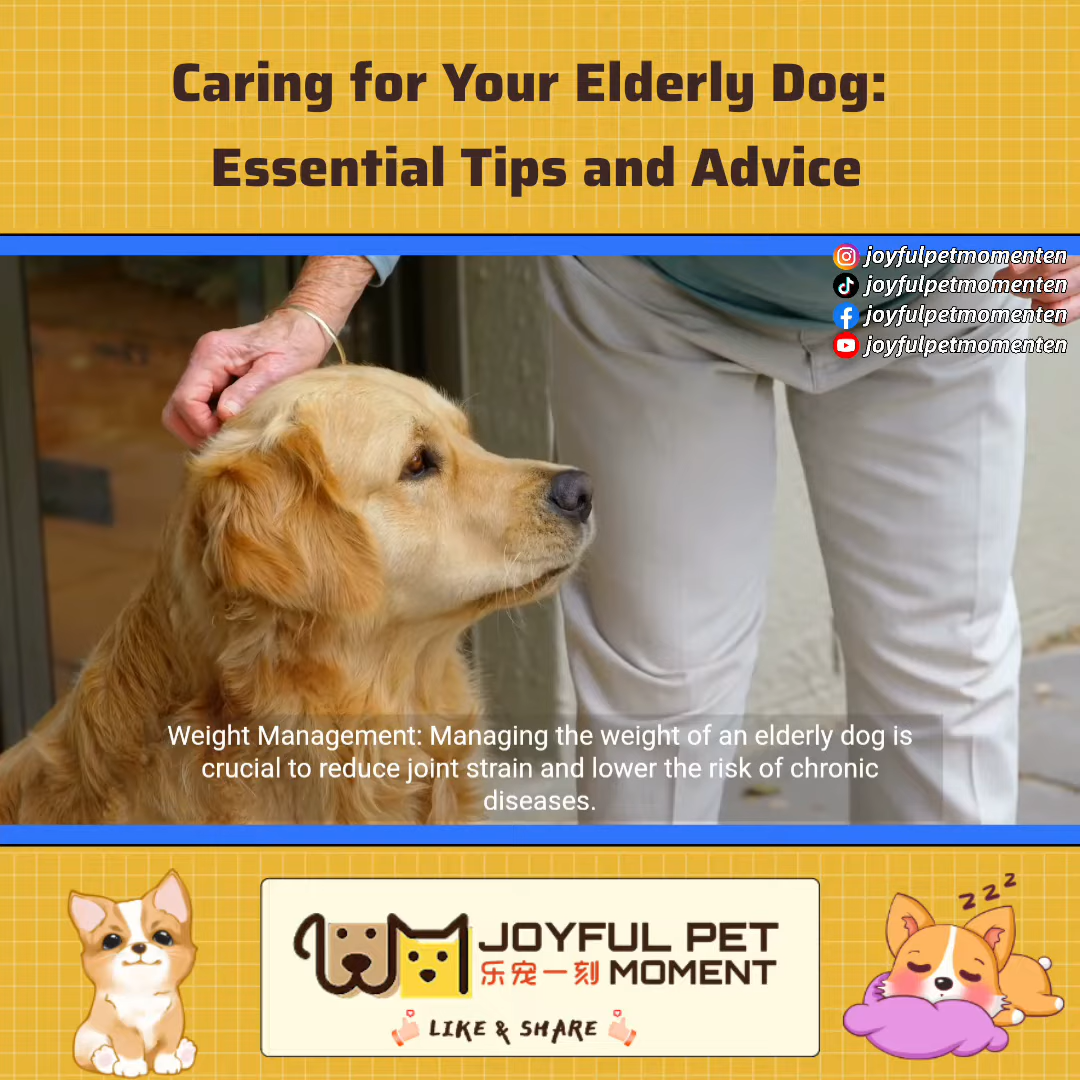 Caring for Your Elderly Dog:
Essential Tips and Advice
joyfulpetmomenten
joyfulpetmomenten
joyfulpetmomenten
joyfulpetmomenten
Weight Management: Managing the weight of an elderly dog is
crucial to reduce joint strain and lower the risk of chronic
diseases.
z z z
JOYFUL PET
乐宠一刻 MOMENT
LIKE & SHARE